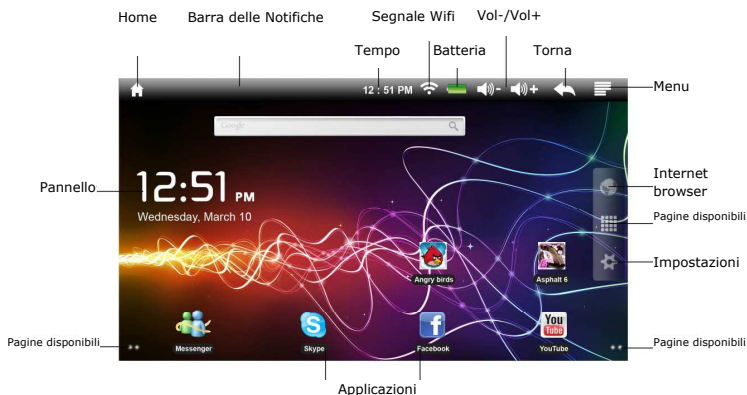 Home
Barra delle Notifiche
Segnale Wifi
Vol-/Vol+
Tempo
Batteria
Torna
12 : 51 PM
- +
Menu
Google
Pannello
12:51 PM
Wednesday, March 10
Internet
browser
Pagine disponibili
Angry birds
Asphalt 6
Impostazioni
You
Tube
Messenger
Skype
Facebook
YouTube
Pagine disponibili
Pagine disponibili
Applicazioni